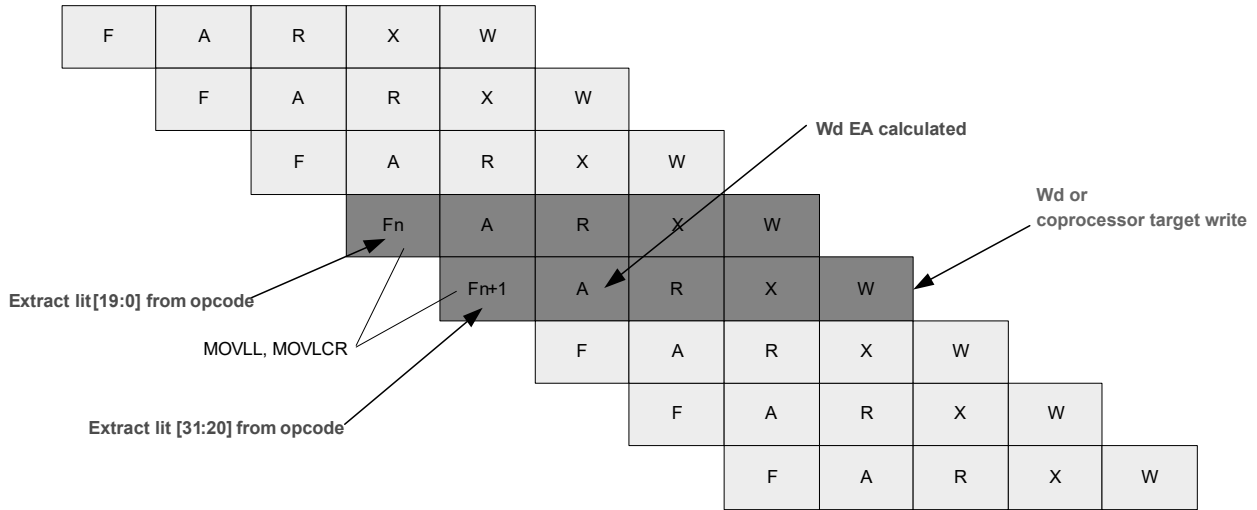 F A R X W
F A R X W
Wd EA calculated
F A R X W
Wd or
coprocessor target write
Fn A R X W
Extract lit[19:0] from opcode
Fn+1 A R X W
MOVLL, MOVLCR
F A R X W
Extract lit [31:20] from opcode
F A R X W
F A R X W